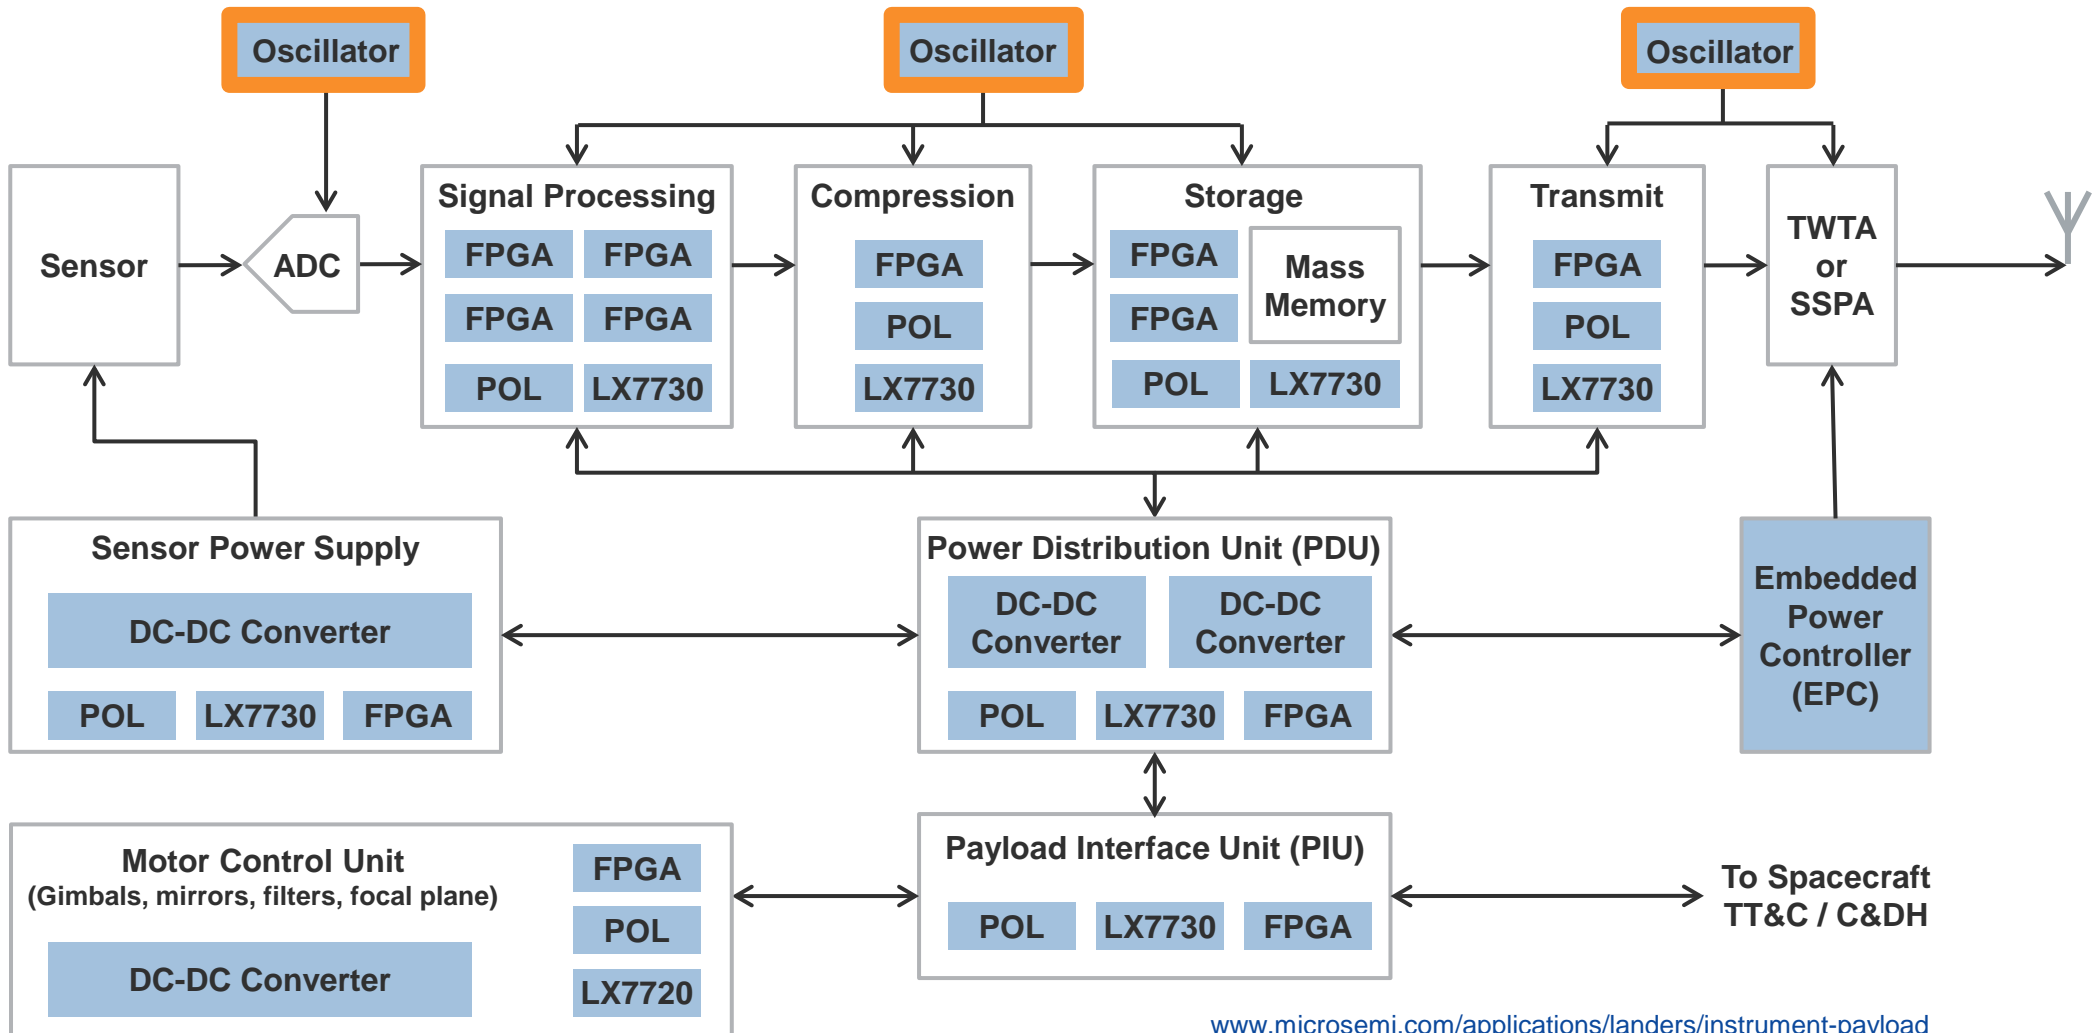 Oscillator
Oscillator
Oscillator
Sensor
ADC
Signal Processing
FPGA FPGA
FPGA FPGA
POL LX7730
Compression
FPGA
POL
LX7730
Storage
FPGA
FPGA
Mass
Memory
POL LX7730
Transmit
FPGA
POL
LX7730
TWTA
or
SSPA
Sensor Power Supply
DC-DC Converter
POL LX7730 FPGA
Power Distribution Unit (PDU)
DC-DC
Converter
DC-DC
Converter
POL LX7730 FPGA
Embedded
Power
Controller
(EPC)
Motor Control Unit
(Gimbals, mirrors, filters, focal plane)
DC-DC Converter
FPGA
POL
LX7720
Payload Interface Unit (PIU)
POL LX7730 FPGA
To Spacecraft
TT&C / C&DH
www.microsemi.com/applications/landers/instrument-payload